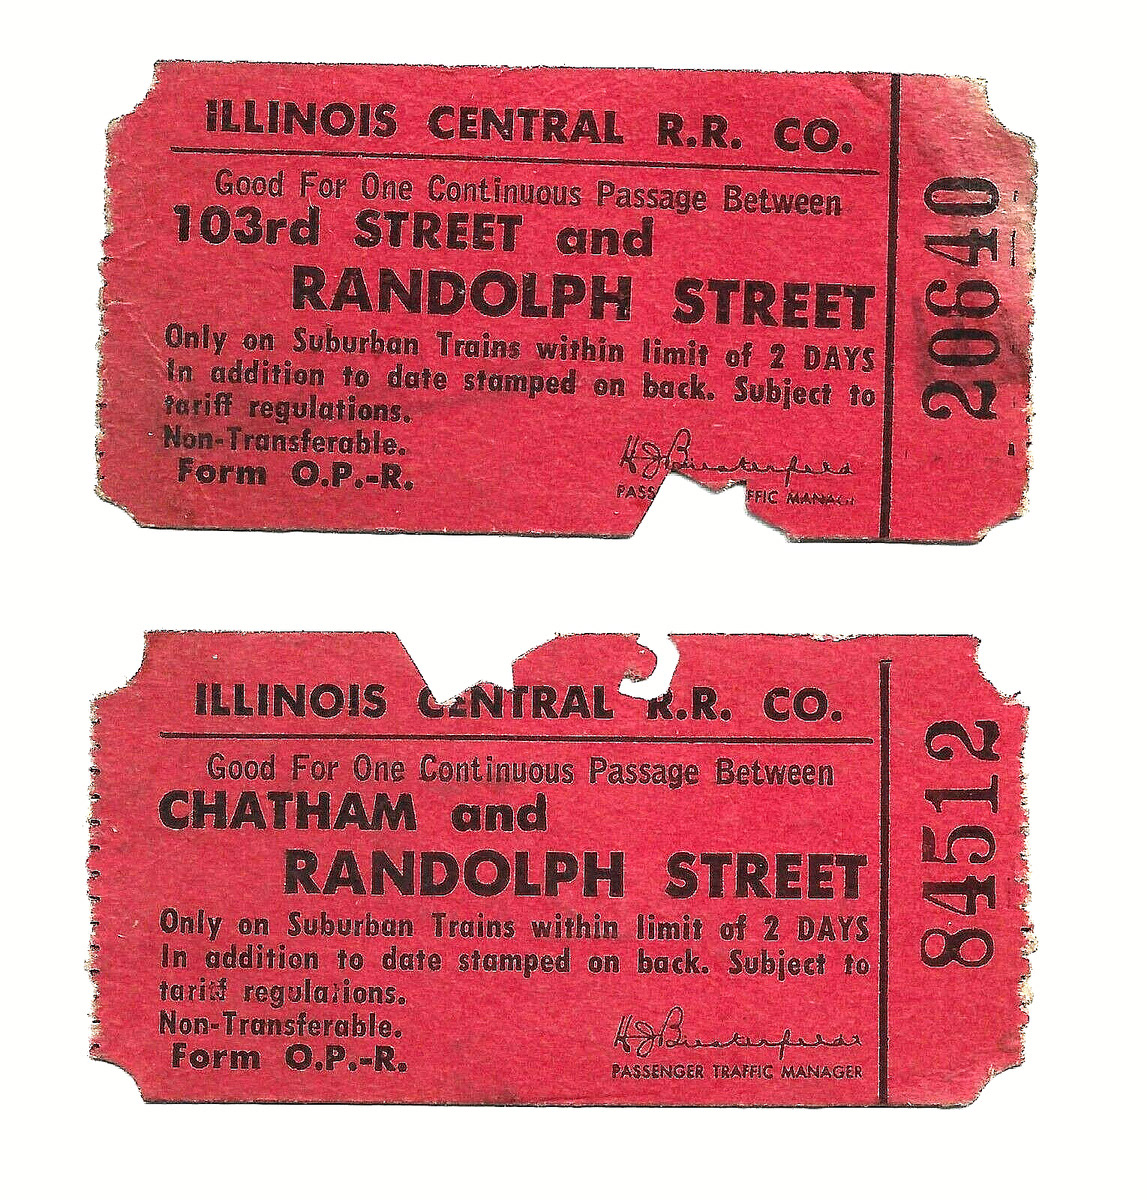 ILLINOIS CENTRAL R.R. CO.
Good For One Continuous Passage Between
103rd STREET and
RANDOLPH STREET
Only on Suburban Trains within limit of 2 DAYS
In addition to date stamped on back. Subject to
tariff regulations.
Non-Transferable.
Form O.P.-R.
PASS FFIC MANAG
20640
ILLINOIS CENTRAL R.R. CO.
Good For One Continuous Passage Between
CHATHAM and
RANDOLPH STREET
Only on Suburban Trains within limit of 2 DAYS
In addition to date stamped on back. Subject to
tariff regulations.
Non-Transferable.
Form O.P.-R.
PASSENGER TRAFFIC MANAGER
84512